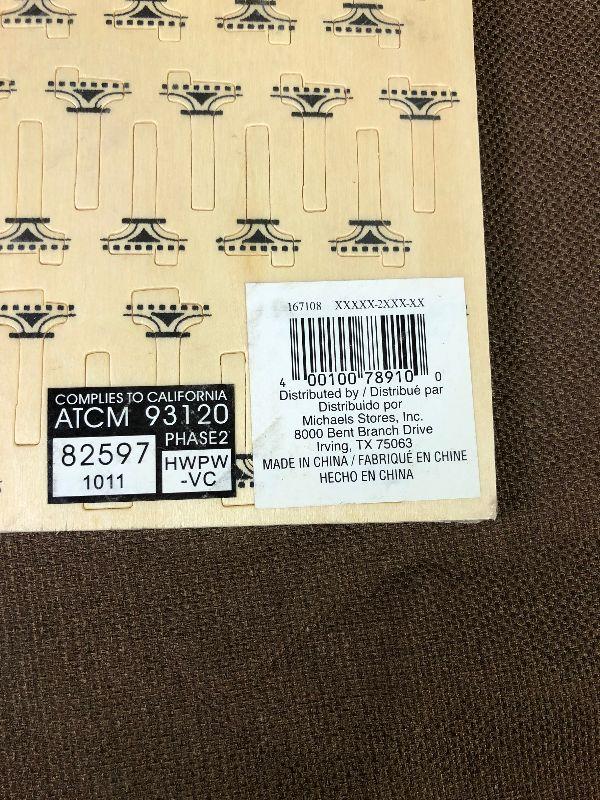 167108 XXXXX-2XXX-XX
4 00100 78910 0
Distributed by / Distribué par
Distribuido por
Michaels Stores, Inc.
8000 Bent Branch Drive
Irving, TX 75063
MADE IN CHINA / FABRIQUÉ EN CHINE
HECHO EN CHINA
COMPLIES TO CALIFORNIA
ATCM 93120
PHASE2
82597
1011
HWPW
-VC